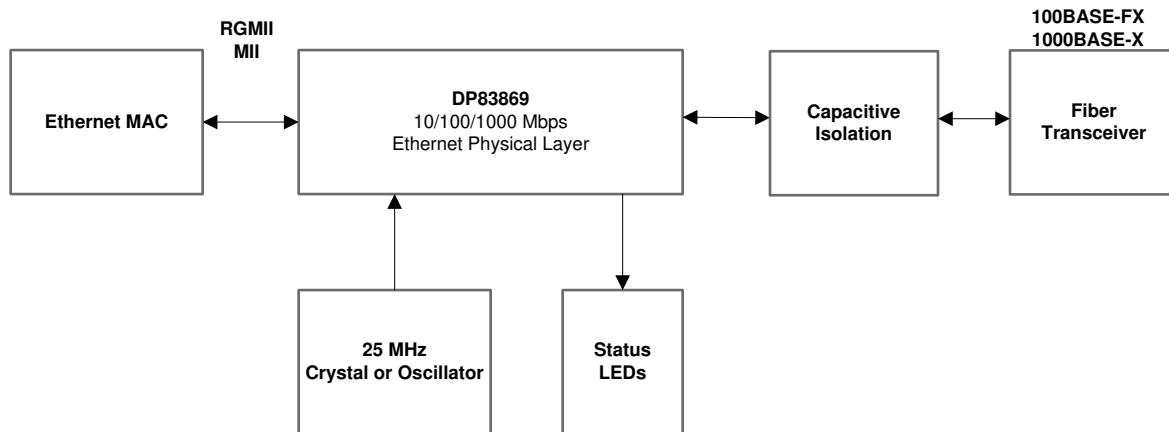 RGMII
MII
100BASE-FX
1000BASE-X
Ethernet MAC
DP83869
10/100/1000 Mbps
Ethernet Physical Layer
Capacitive
Isolation
Fiber
Transceiver
25 MHz
Crystal or Oscillator
Status
LEDs